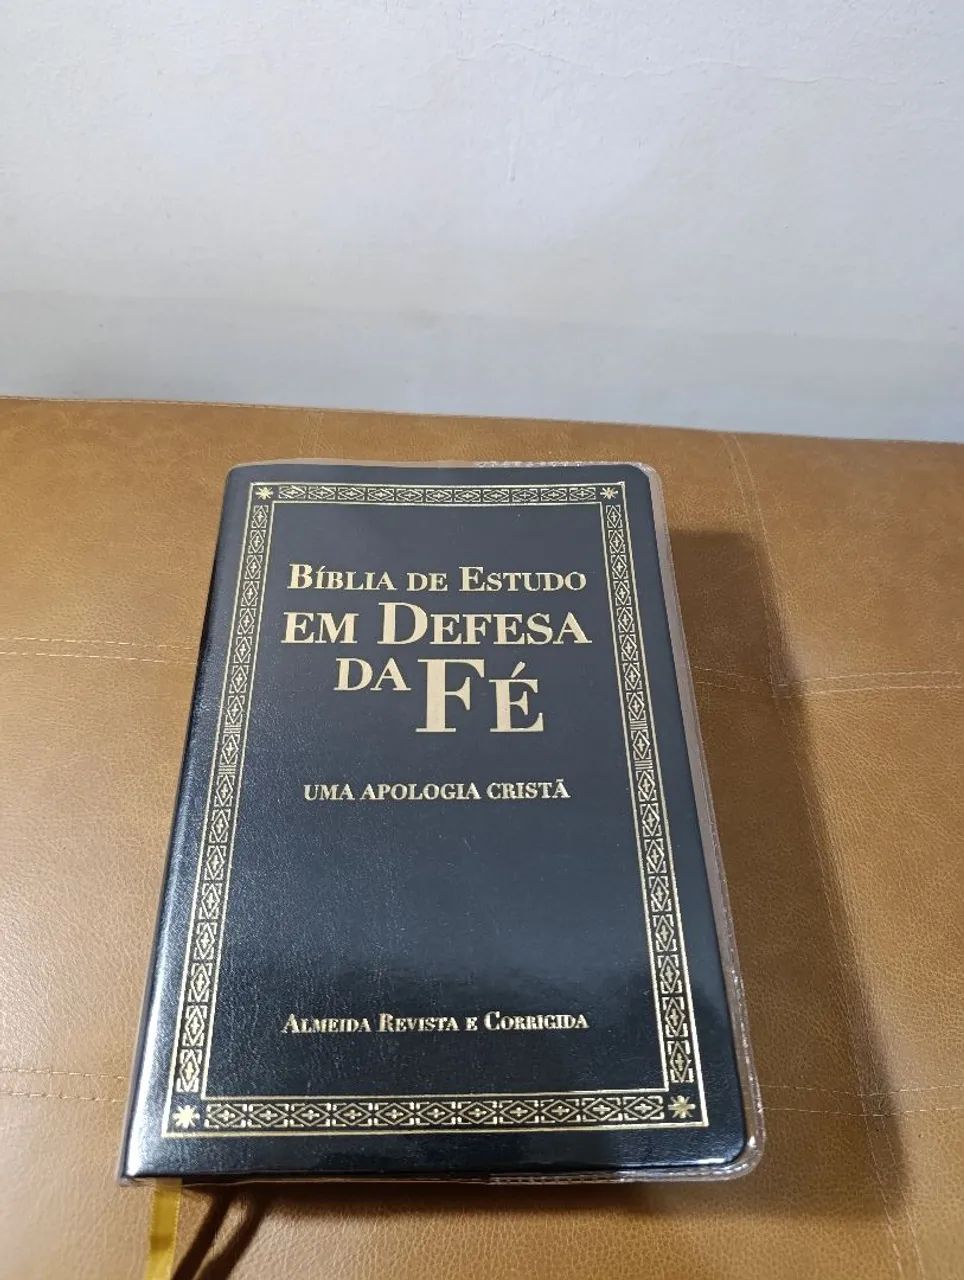 BÍBLIA DE ESTUDO
EM DEFESA
DA FÉ
UMA APOLOGIA CRISTÃ
ALMEIDA REVISTA E CORRIGIDA